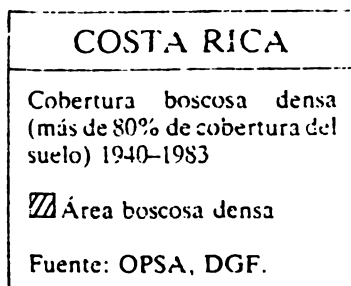 COSTA RICA
Cobertura boscosa densa
(más de 80% de cobertura del
suelo) 1940–1983
Área boscosa densa
Fuente: OPSA, DGF.